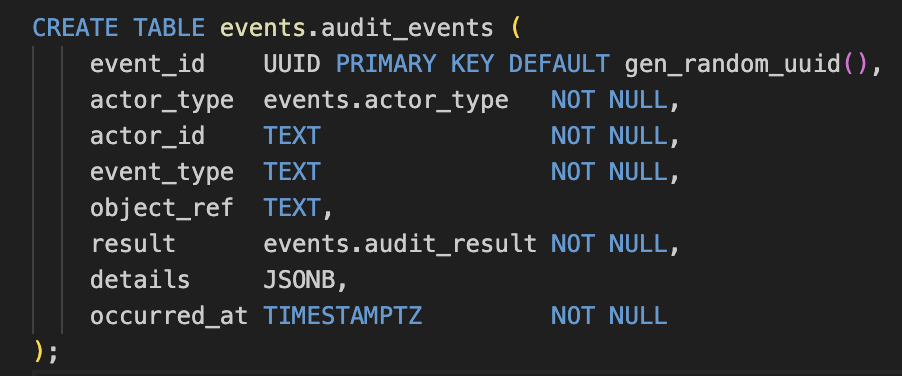 CREATE TABLE events.audit_events (
    event_id    UUID PRIMARY KEY DEFAULT gen_random_uuid(),
    actor_type  events.actor_type   NOT NULL,
    actor_id    TEXT                NOT NULL,
    event_type  TEXT                NOT NULL,
    object_ref  TEXT,
    result      events.audit_result NOT NULL,
    details     JSONB,
    occurred_at TIMESTAMPTZ         NOT NULL
);